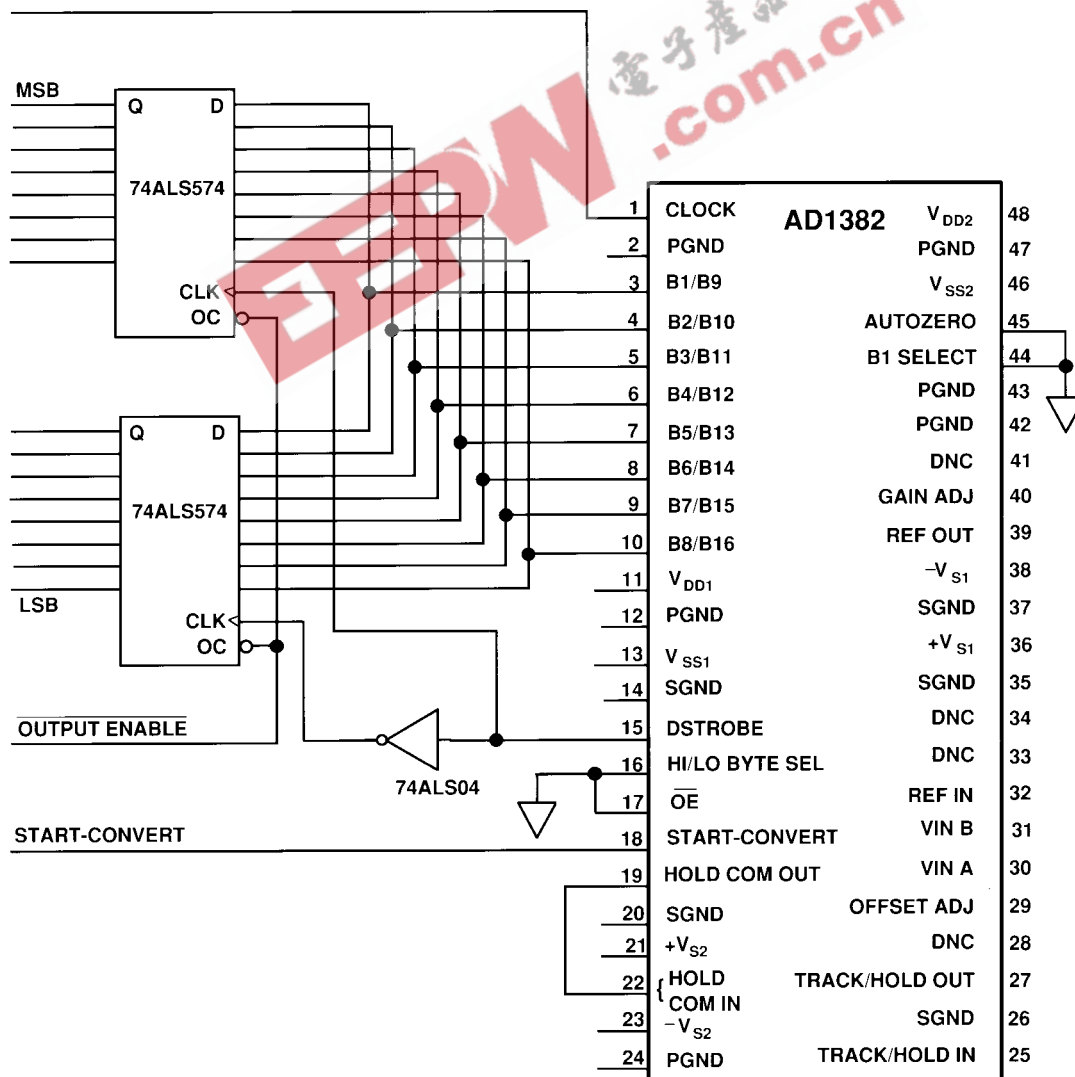 電子產品
.com.cn
EEPW
MSB
Q D
74ALS574
CLK
OC
Q D
74ALS574
LSB
CLK
OC
OUTPUT ENABLE
74ALS04
START-CONVERT
AD1382
1 CLOCK
2 PGND
3 B1/B9
4 B2/B10
5 B3/B11
6 B4/B12
7 B5/B13
8 B6/B14
9 B7/B15
10 B8/B16
11 VDD1
12 PGND
13 VSS1
14 SGND
15 DSTROBE
16 HI/LO BYTE SEL
17 OE
18 START-CONVERT
19 HOLD COM OUT
20 SGND
21 +VS2
22 { HOLD
COM IN
23 –VS2
24 PGND
VDD2 48
PGND 47
VSS2 46
AUTOZERO 45
B1 SELECT 44
PGND 43
PGND 42
DNC 41
GAIN ADJ 40
REF OUT 39
–VS1 38
SGND 37
+VS1 36
SGND 35
DNC 34
DNC 33
REF IN 32
VIN B 31
VIN A 30
OFFSET ADJ 29
DNC 28
TRACK/HOLD OUT 27
SGND 26
TRACK/HOLD IN 25